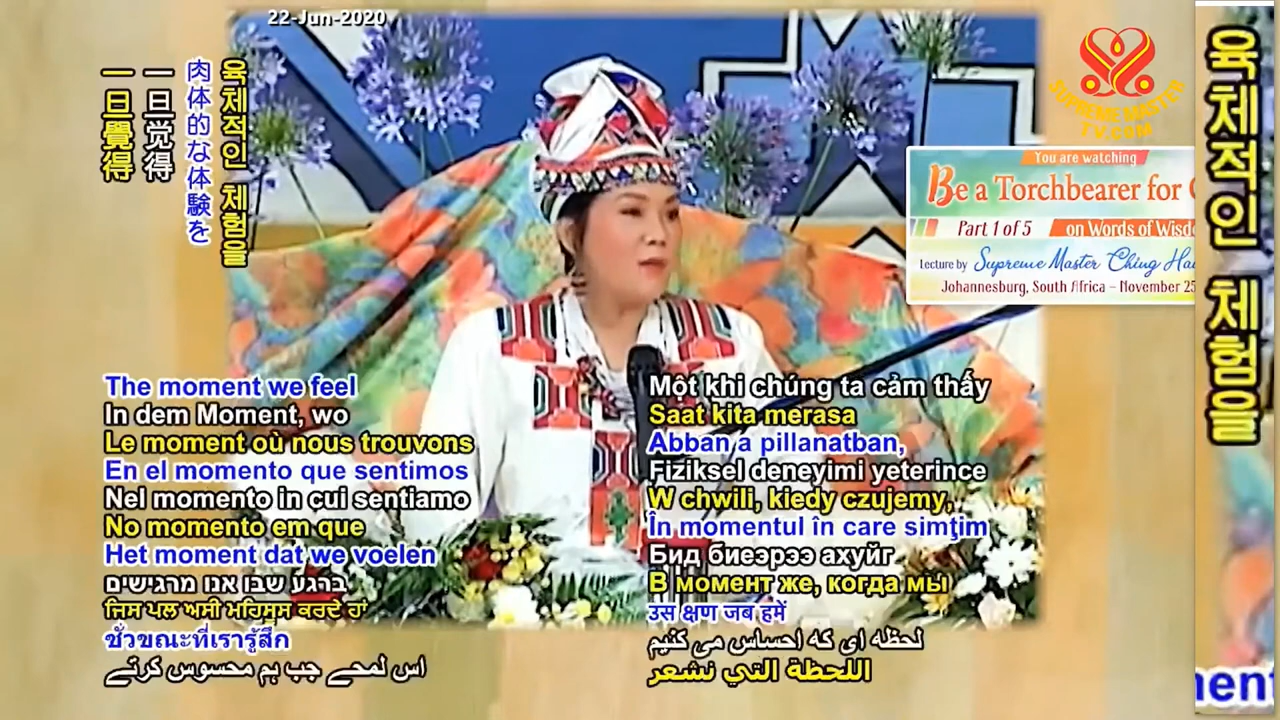 22-Jun-2020
육체적인 체험을
肉体的な体験を
一旦觉得
一旦覺得
SUPREME MASTER
TV.COM
You are watching
Be a Torchbearer for
Part 1 of 5
on Words of
Lecture by Supreme Master Ching
Johannesburg, South Africa – November 25
육체적인 체험을
The moment we feel
In dem Moment, wo
Le moment où nous trouvons
En el momento que sentimos
Nel momento in cui sentiamo
No momento em que
Het moment dat we voelen
ברגע שבו אנו מרגישים
ਜਿਸ ਪਲ ਅਸੀ ਮਹਿਸੂਸ ਕਰਦੇ ਹਾਂ
ชั่วขณะที่เรารู้สึก
اس لمحے جب ہم محسوس کرتے
Một khi chúng ta cảm thấy
Saat kita merasa
Abban a pillanatban,
Fiziksel deneyimi yeterince
W chwili, kiedy czujemy,
În momentul în care simţim
Бид биеэрээ ахуйг
В момент же, когда мы
उस क्षण जब हमें
لحظه ای که احساس می کنیم
اللحظة التي نشعر